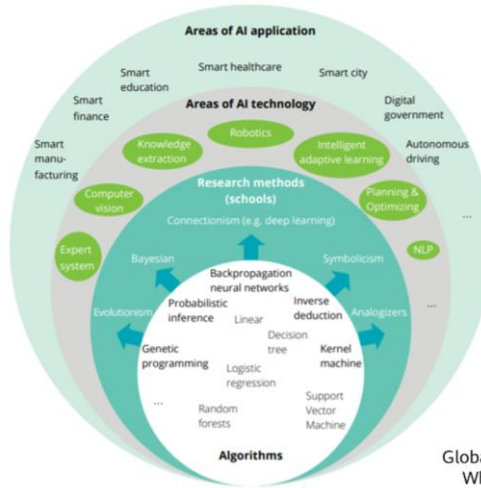 Areas of AI application
Smart healthcare
Smart
education
Smart city
Smart
finance
Digital
government
Smart
manu-
facturing
Autonomous
driving
...
Areas of AI technology
Robotics
Knowledge
extraction
Intelligent
adaptive learning
Computer
vision
Planning &
Optimizing
Expert
system
NLP
...
Research methods
(schools)
Connectionism (e.g. deep learning)
Bayesian
Symbolicism
Evolutionism
Analogizers
Backpropagation
neural networks
Probabilistic
inference
Inverse
deduction
Linear
Decision
tree
Genetic
programming
Kernel
machine
Logistic
regression
...
Random
forests
Support
Vector
Machine
Algorithms
Globa
Wh